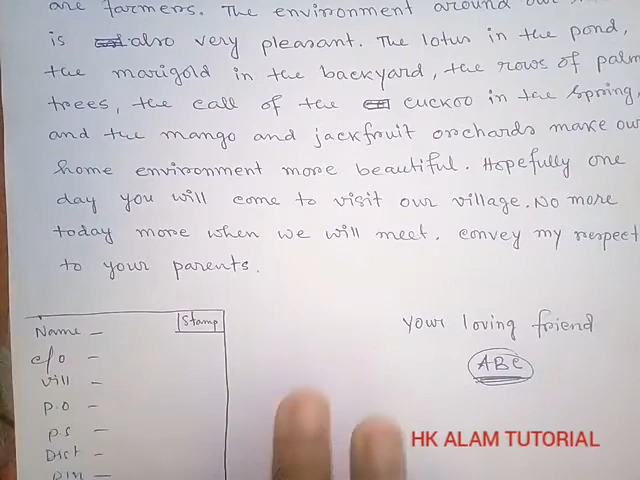 are farmers. The environment around our
is also very pleasant. The lotus in the pond,
the marigold in the backyard, the rows of palm
trees, the call of the cuckoo in the spring,
and the mango and jackfruit orchards make our
home environment more beautiful. Hopefully one
day you will come to visit our village. No more
today more when we will meet. convey my respect
to your parents.
your loving friend
ABC
Stamp
Name -
c/o -
vill -
P.O -
P.S -
Dist -
PIN -
HK ALAM TUTORIAL